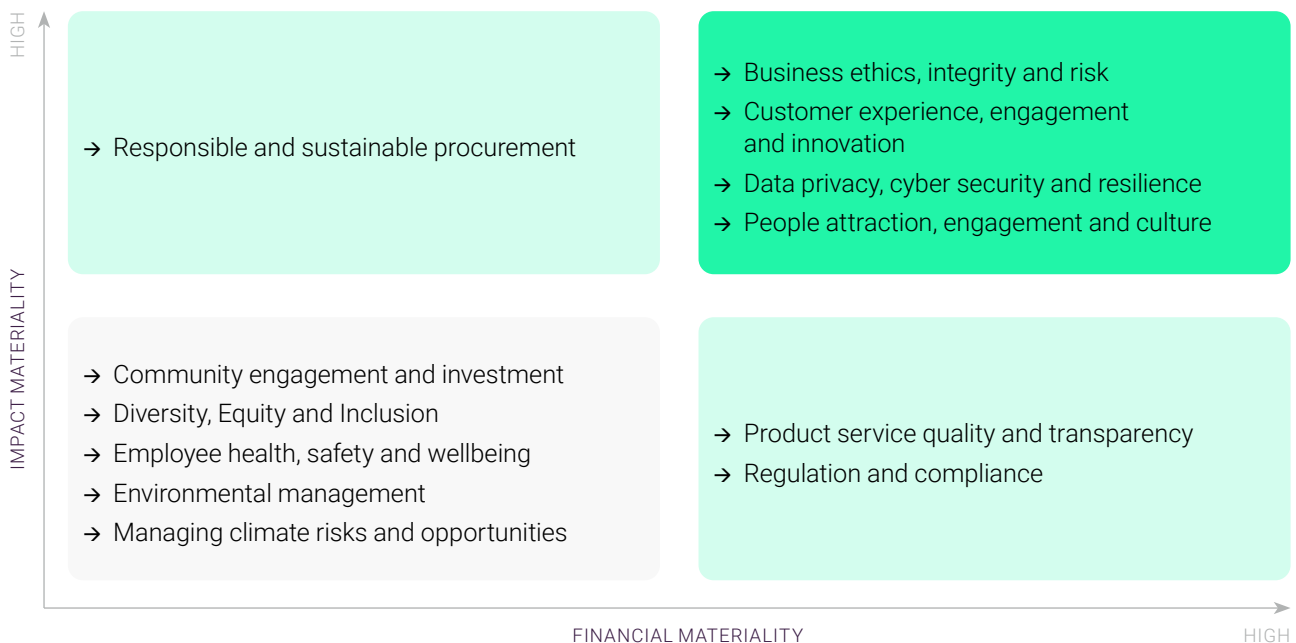 HIGH
→ Responsible and sustainable procurement
→ Business ethics, integrity and risk
→ Customer experience, engagement
and innovation
→ Data privacy, cyber security and resilience
→ People attraction, engagement and culture
IMPACT MATERIALITY
→ Community engagement and investment
→ Diversity, Equity and Inclusion
→ Employee health, safety and wellbeing
→ Environmental management
→ Managing climate risks and opportunities
→ Product service quality and transparency
→ Regulation and compliance
FINANCIAL MATERIALITY
HIGH